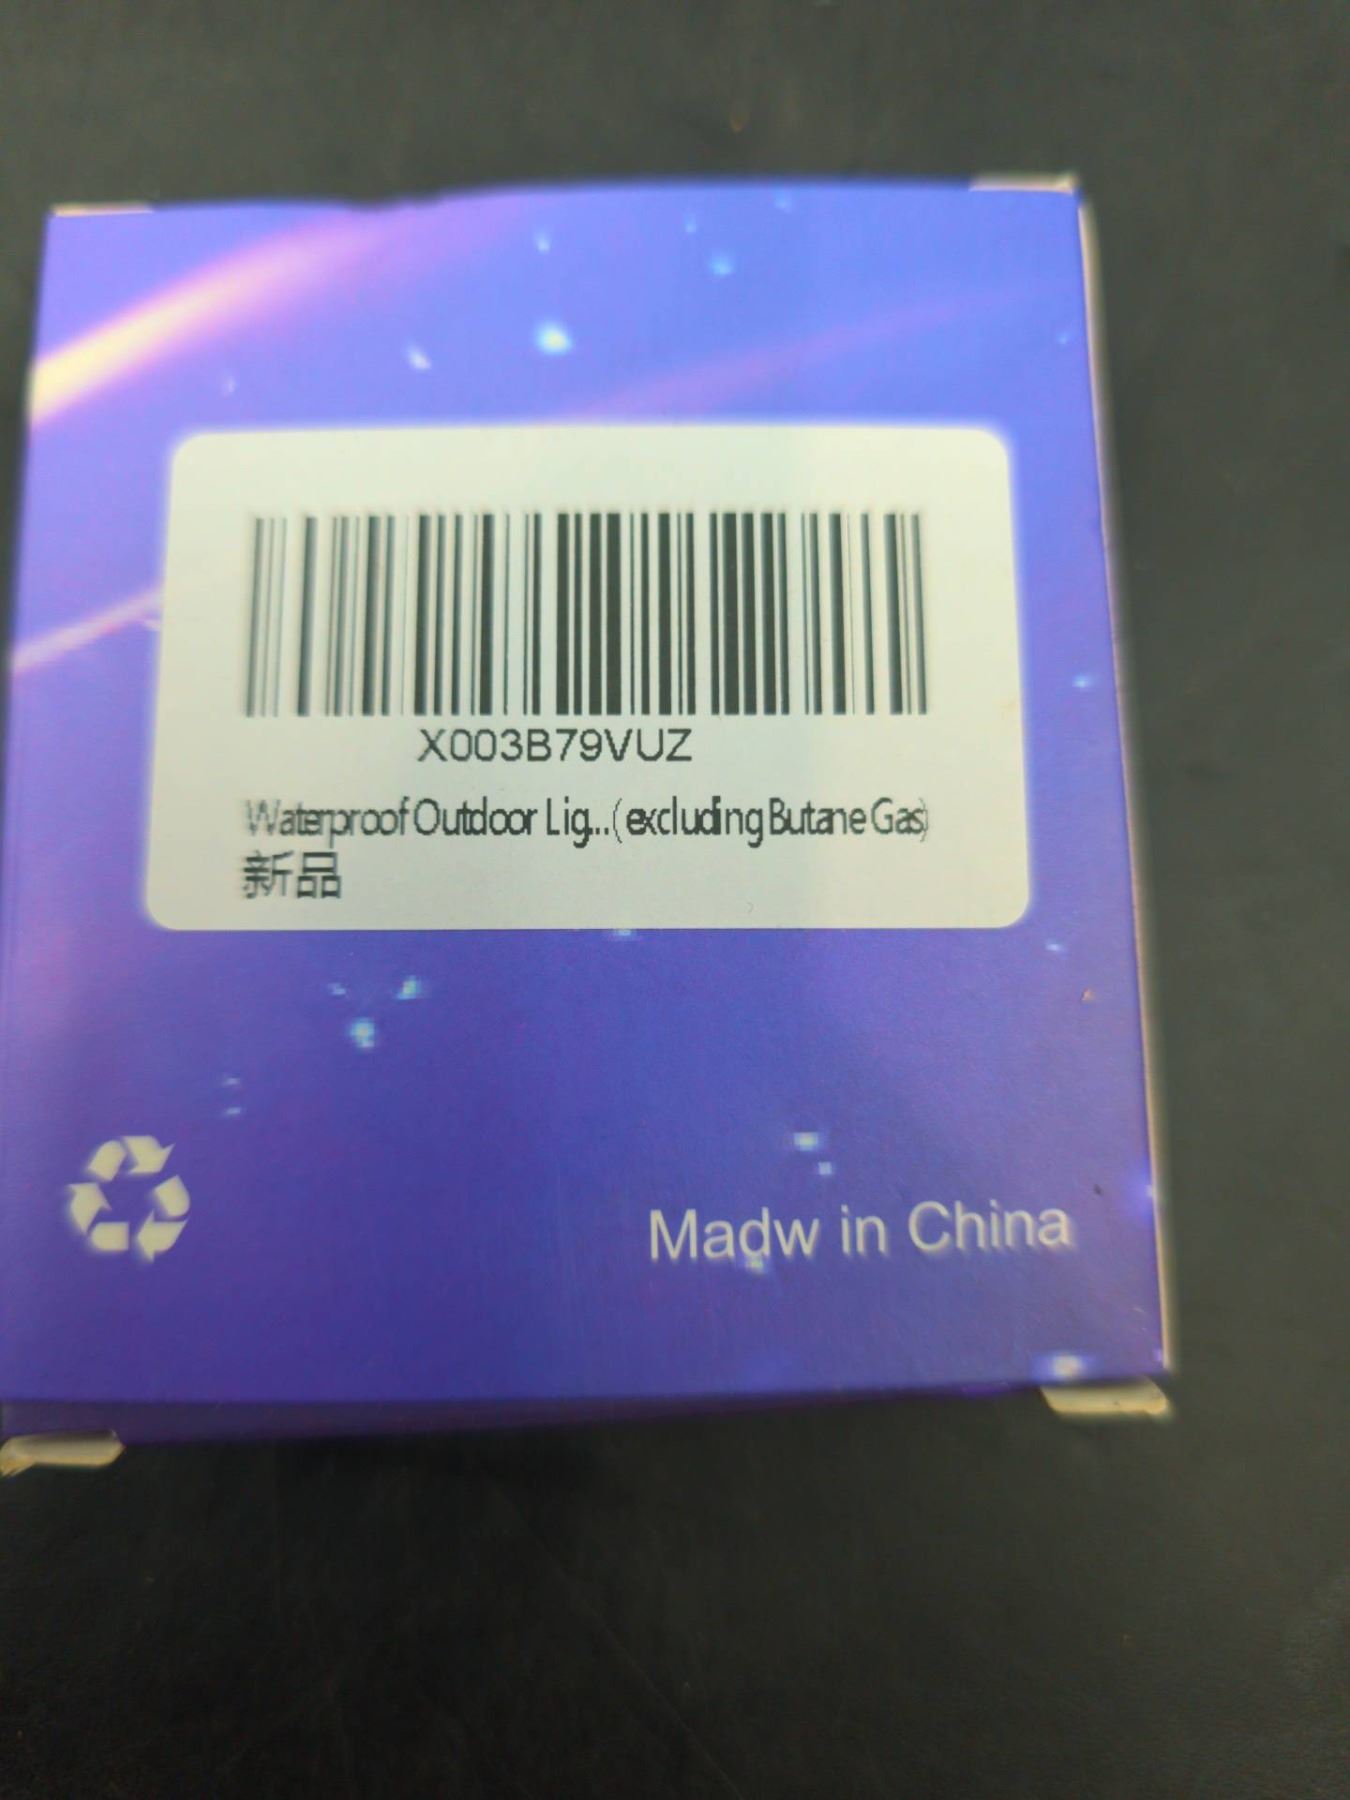 X003B79VUZ
Waterproof Outdoor Lig...(excluding Butane Gas)
新品
Madw in China